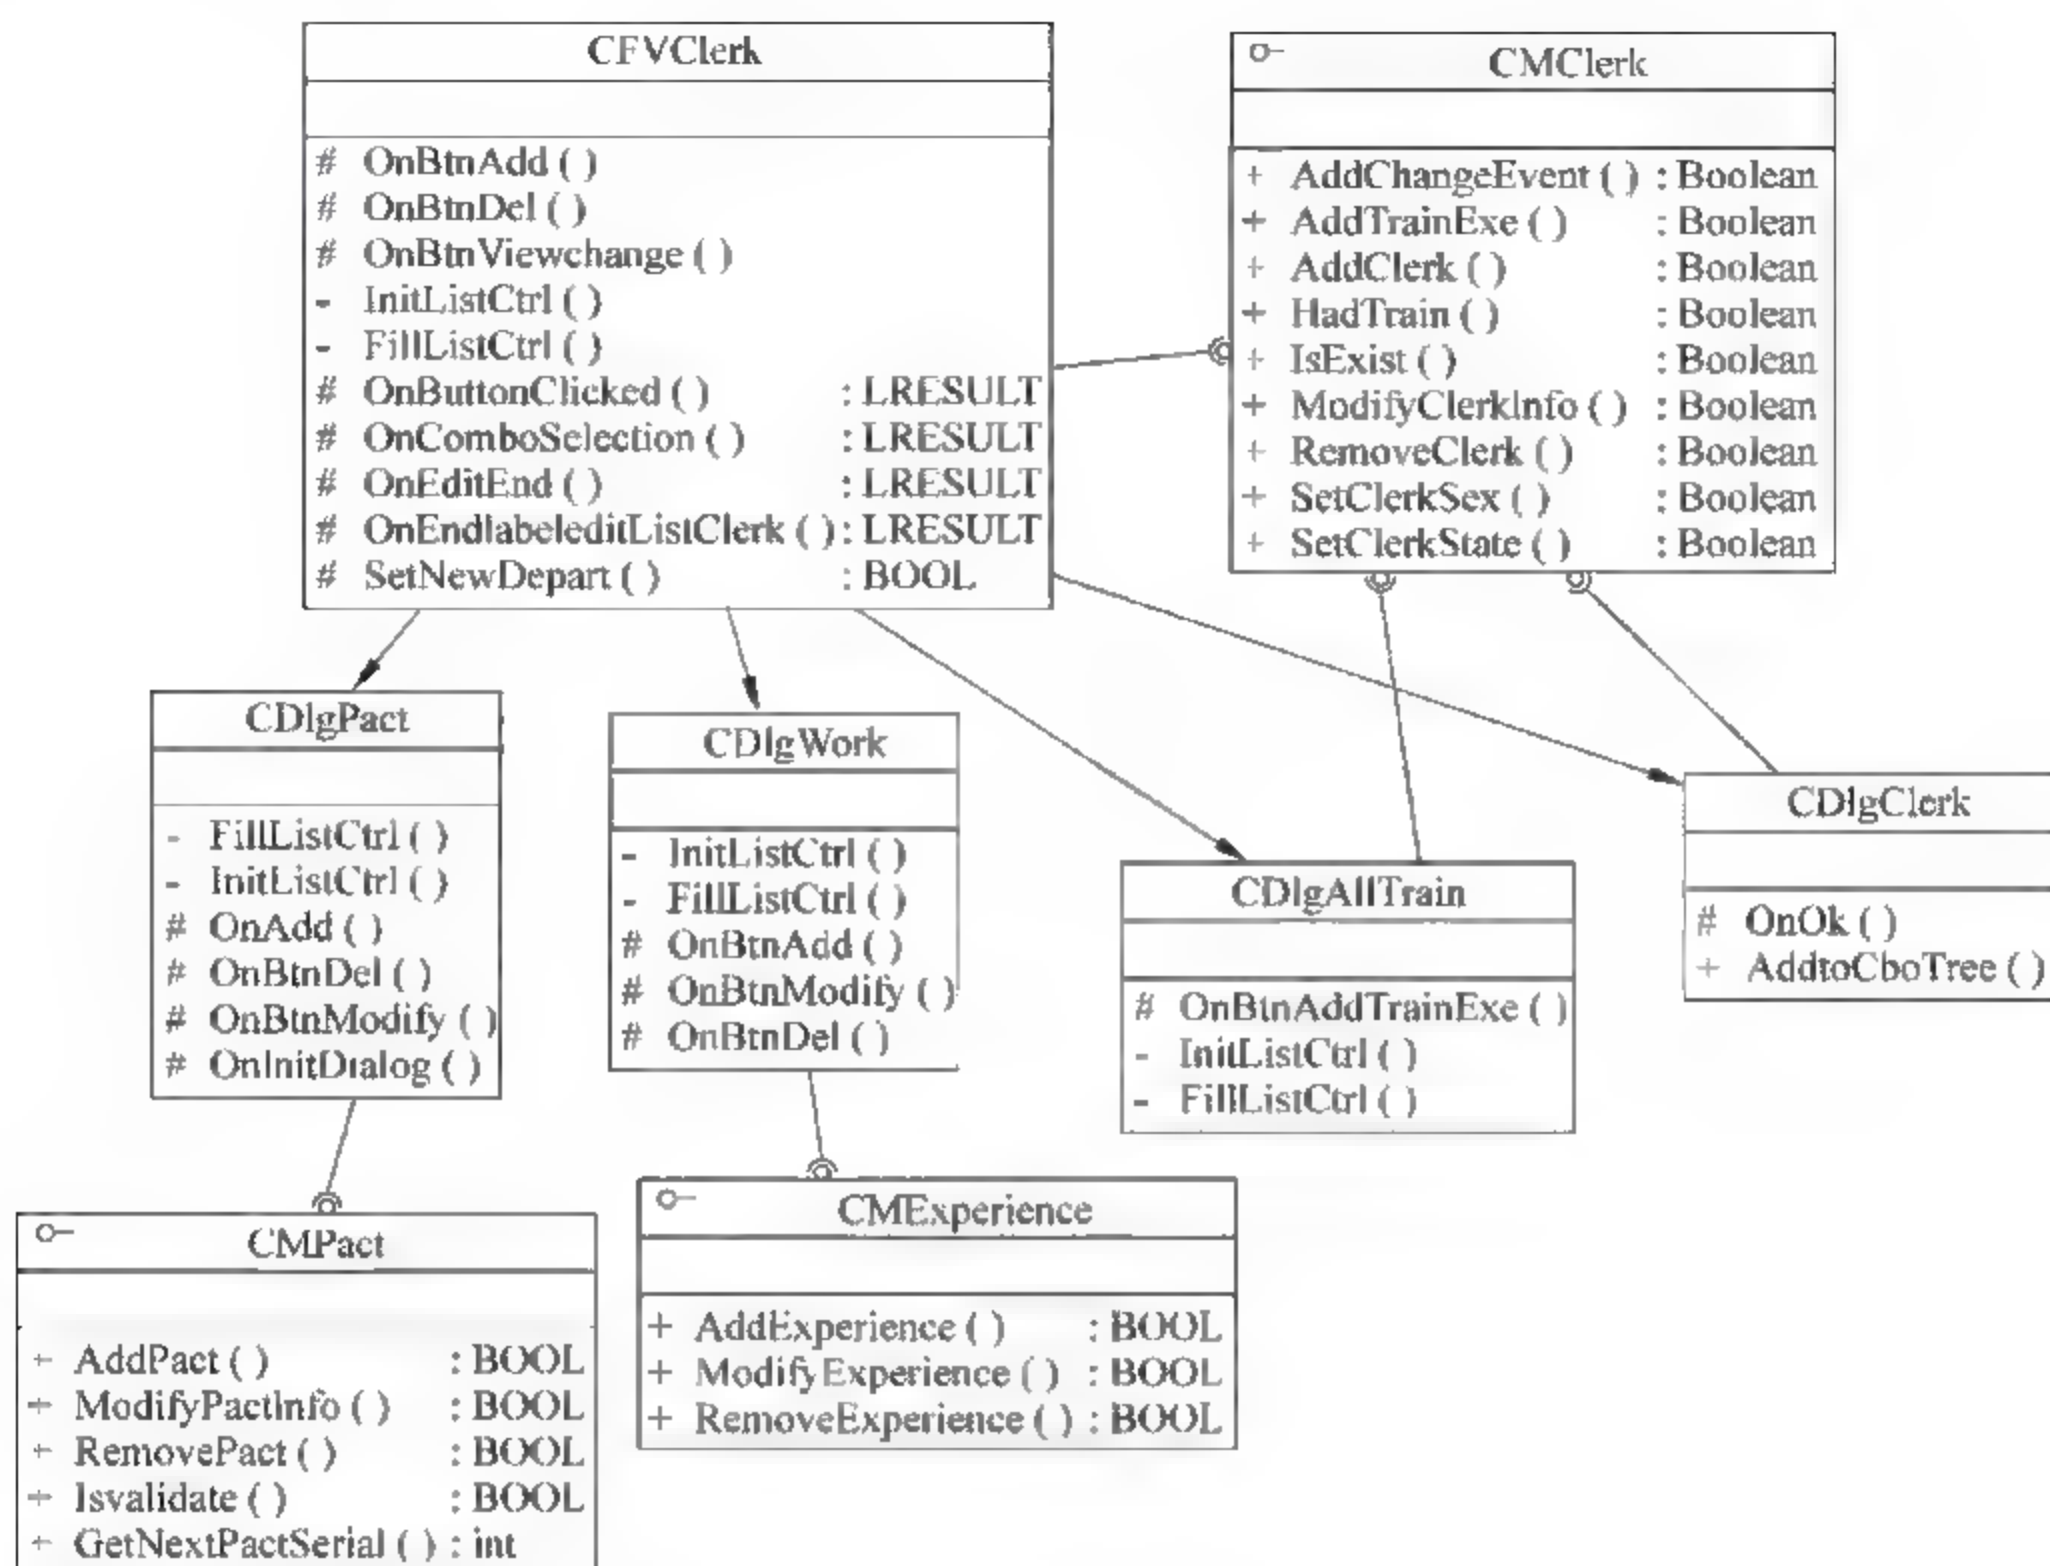 CFVClerk
# OnBtnAdd ( )
# OnBtnDel ( )
# OnBtnViewchange ( )
- InitListCtrl ( )
- FillListCtrl ( )
# OnButtonClicked ( ) : LRESULT
# OnComboSelection ( ) : LRESULT
# OnEditEnd ( ) : LRESULT
# OnEndlabeleditListClerk ( ) : LRESULT
# SetNewDepart ( ) : BOOL
CMClerk
+ AddChangeEvent ( ) : Boolean
+ AddTrainExe ( ) : Boolean
+ AddClerk ( ) : Boolean
+ HadTrain ( ) : Boolean
+ IsExist ( ) : Boolean
+ ModifyClerkInfo ( ) : Boolean
+ RemoveClerk ( ) : Boolean
+ SetClerkSex ( ) : Boolean
+ SetClerkState ( ) : Boolean
CDlgPact
- FillListCtrl ( )
- InitListCtrl ( )
# OnAdd ( )
# OnBtnDel ( )
# OnBtnModify ( )
# OnInitDialog ( )
CDlgWork
- InitListCtrl ( )
- FillListCtrl ( )
# OnBtnAdd ( )
# OnBtnModify ( )
# OnBtnDel ( )
CDlgAllTrain
# OnBtnAddTrainExe ( )
- InitListCtrl ( )
- FillListCtrl ( )
CDlgClerk
# OnOk ( )
+ AddtoCboTree ( )
CMPact
+ AddPact ( ) : BOOL
+ ModifyPactInfo ( ) : BOOL
+ RemovePact ( ) : BOOL
+ Isvalidate ( ) : BOOL
+ GetNextPactSerial ( ) : int
CMExperience
+ AddExperience ( ) : BOOL
+ ModifyExperience ( ) : BOOL
+ RemoveExperience ( ) : BOOL